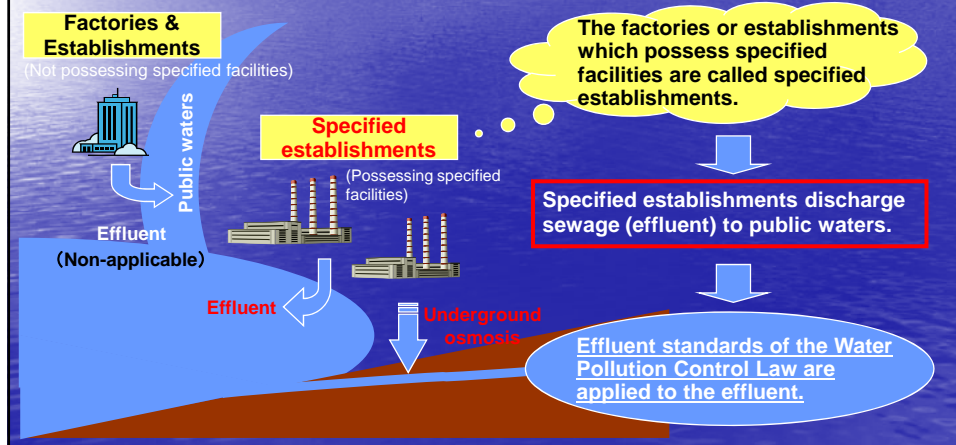 Factories &
Establishments
(Not possessing specified facilities)
Public waters
Effluent
（Non-applicable）
Specified
establishments
(Possessing specified
facilities)
Effluent
Underground
osmosis
The factories or establishments
which possess specified
facilities are called specified
establishments.
Specified establishments discharge
sewage (effluent) to public waters.
Effluent standards of the Water
Pollution Control Law are
applied to the effluent.